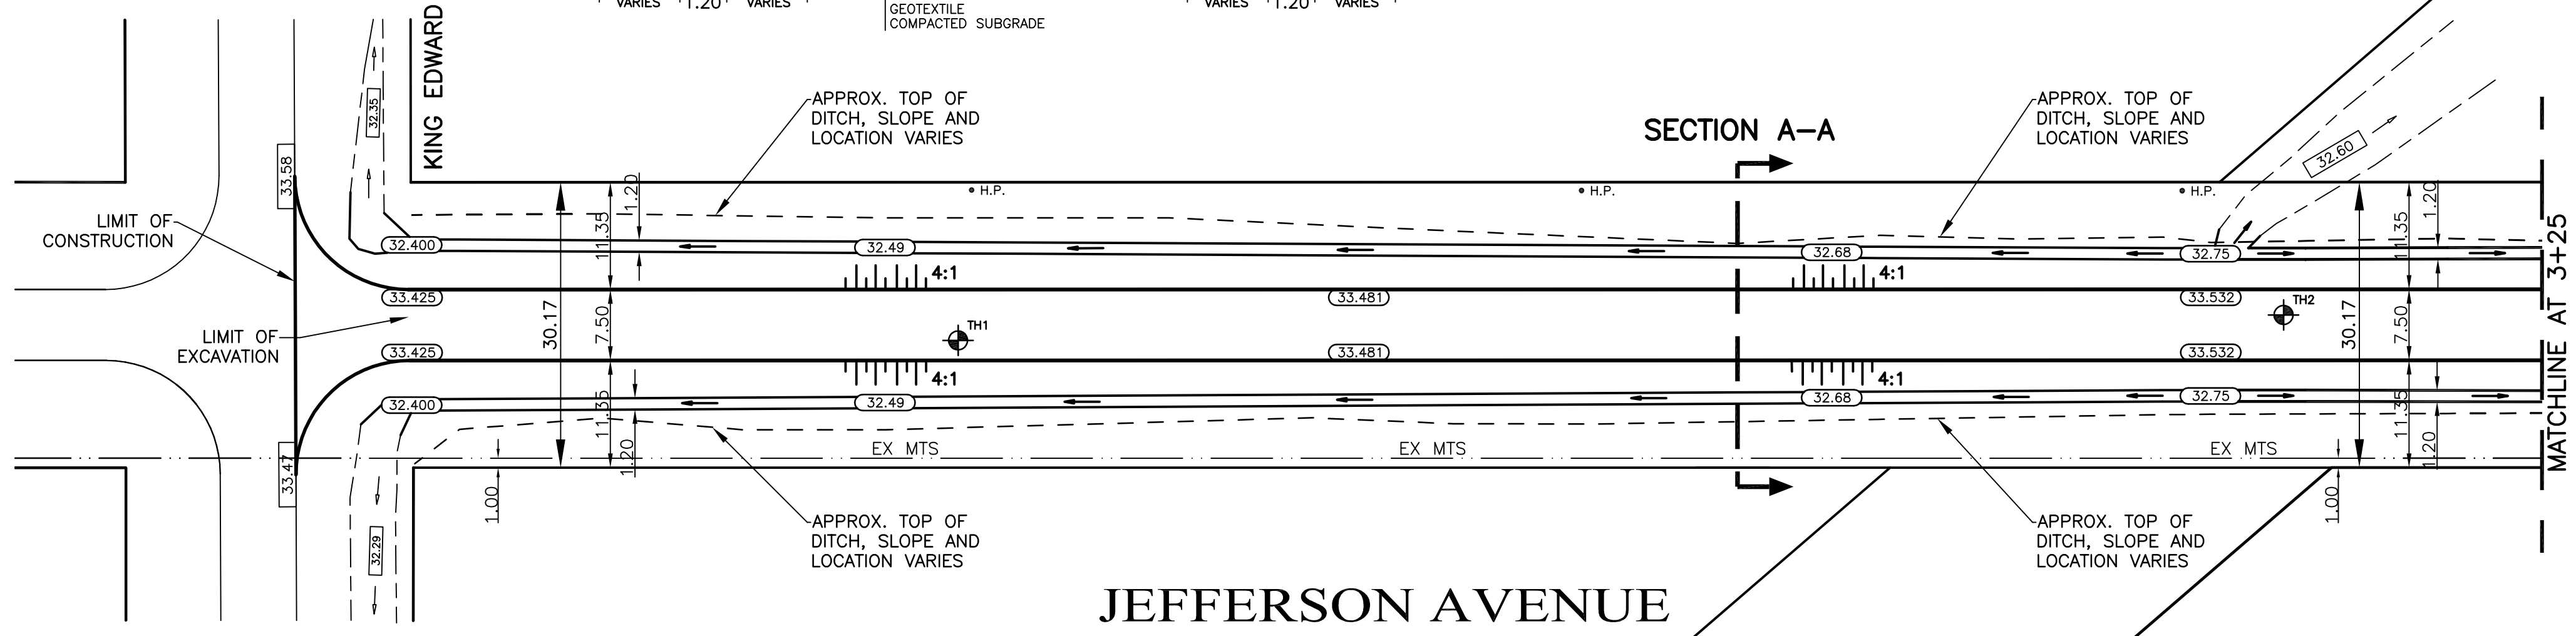 VARIES 1.20 VARIES
GEOTEXTILE
COMPACTED SUBGRADE
VARIES 1.20 VARIES
KING EDWARD
32.35
33.58
APPROX. TOP OF
DITCH, SLOPE AND
LOCATION VARIES
SECTION A-A
APPROX. TOP OF
DITCH, SLOPE AND
LOCATION VARIES
32.60
H.P.
H.P.
H.P.
LIMIT OF
CONSTRUCTION
1.20
11.35
1.20
11.35
32.400
32.49
32.68
32.75
4:1
4:1
33.425
33.481
33.532
TH1
TH2
30.17
7.50
30.17
7.50
MATCHLINE AT 3+25
LIMIT OF
EXCAVATION
33.425
33.481
33.532
4:1
4:1
32.400
32.49
32.68
32.75
11.35
1.20
11.35
1.20
EX MTS
EX MTS
EX MTS
33.47
1.00
1.00
32.29
APPROX. TOP OF
DITCH, SLOPE AND
LOCATION VARIES
APPROX. TOP OF
DITCH, SLOPE AND
LOCATION VARIES
JEFFERSON AVENUE